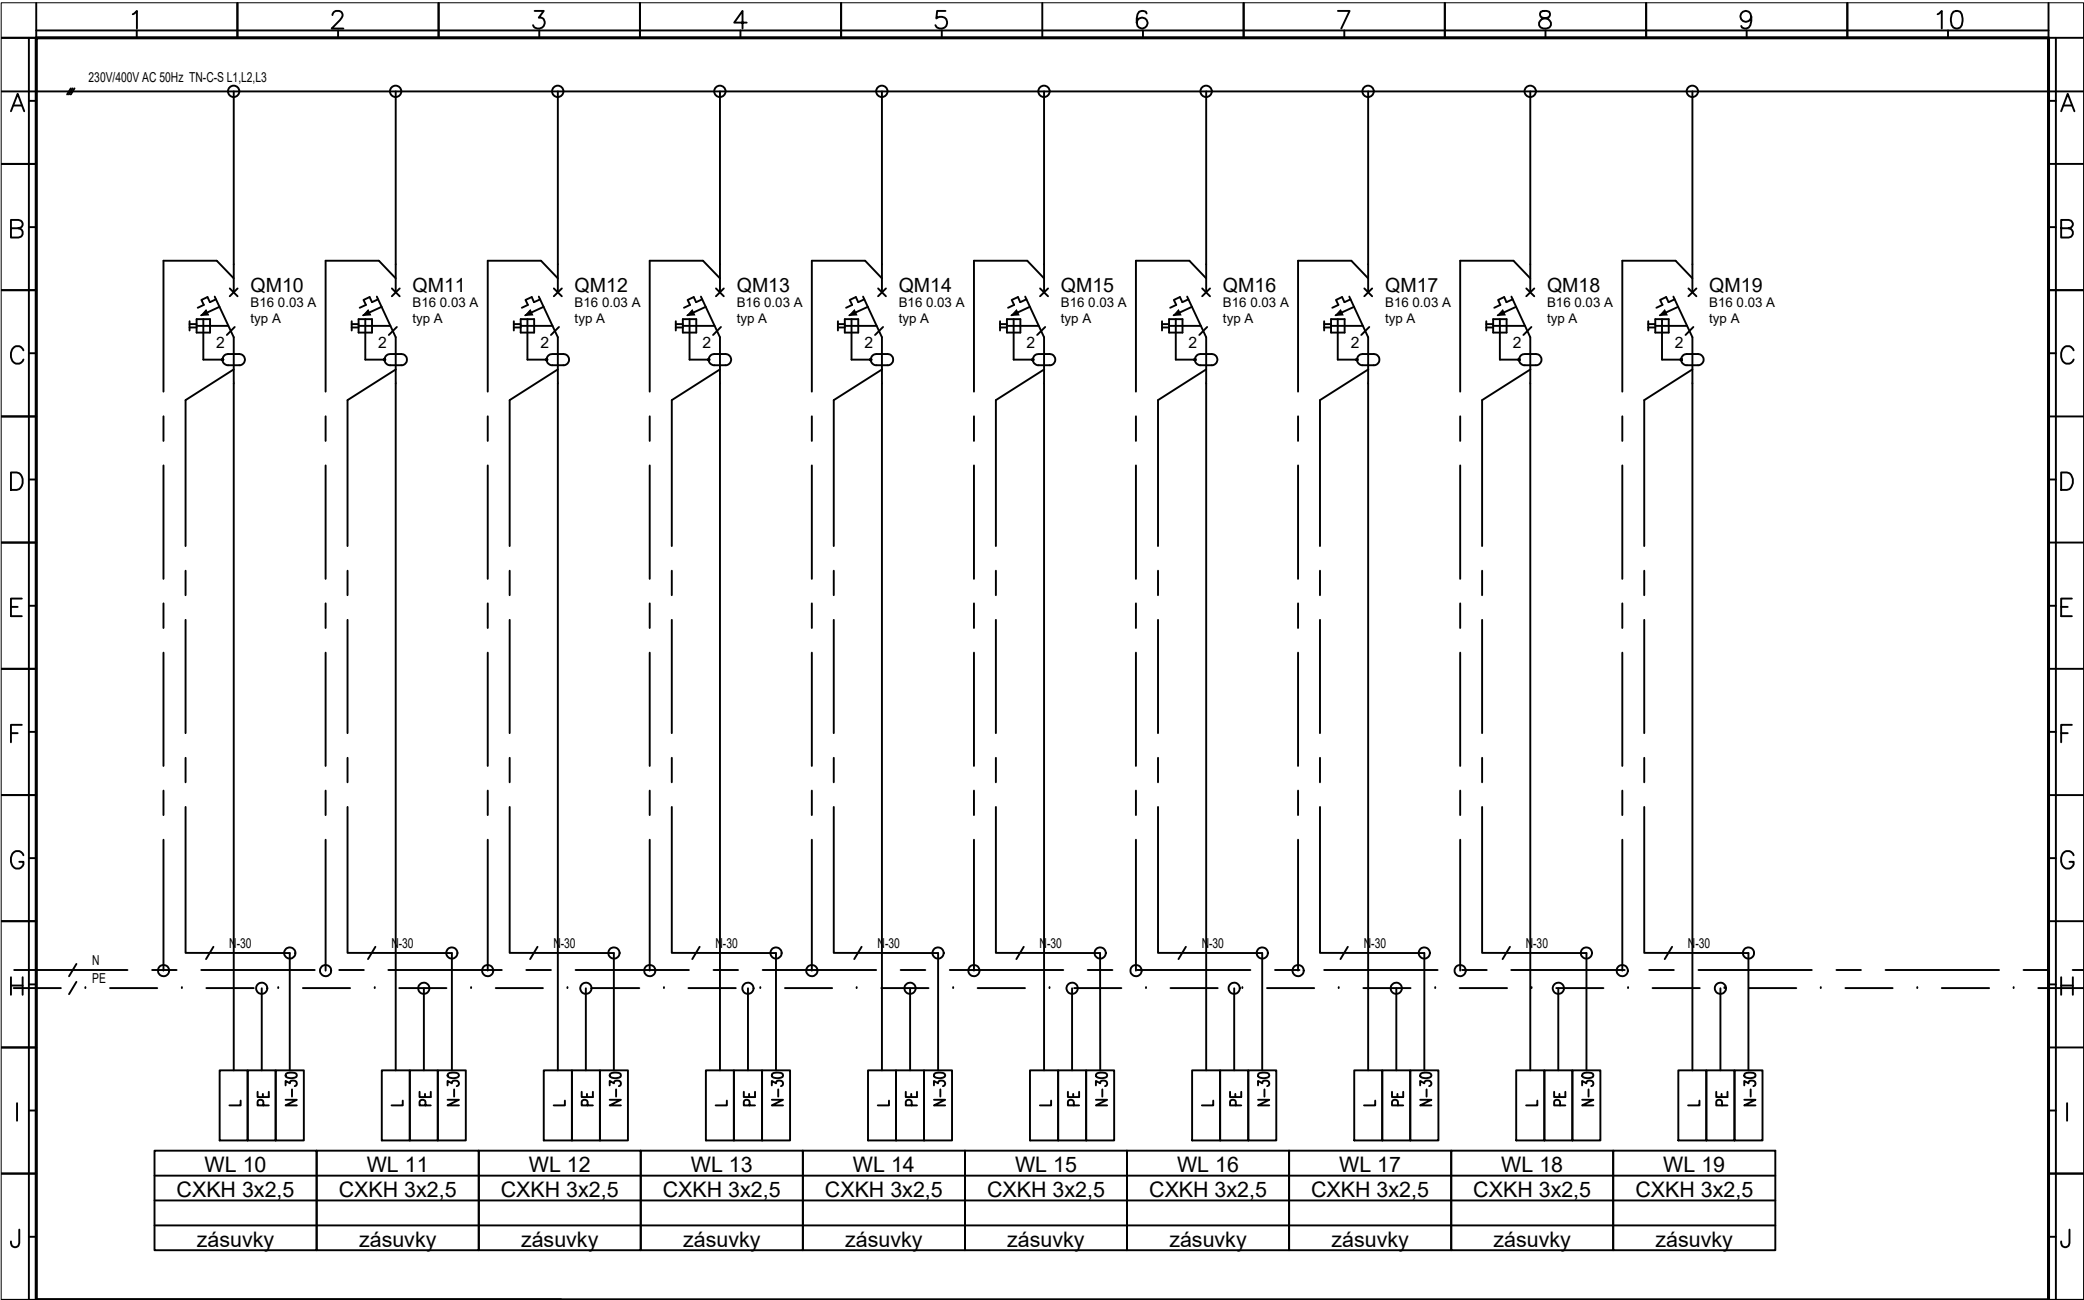 1 2 3 4 5 6 7 8 9 10
230V/400V AC 50Hz TN-C-S L1,L2,L3
A A
B B
QM10 QM11 QM12 QM13 QM14 QM15 QM16 QM17 QM18 QM19
B16 0.03 A B16 0.03 A B16 0.03 A B16 0.03 A B16 0.03 A B16 0.03 A B16 0.03 A B16 0.03 A B16 0.03 A B16 0.03 A
typ A typ A typ A typ A typ A typ A typ A typ A typ A typ A
2 2 2 2 2 2 2 2 2 2
C C
D D
E E
F F
G G
N-30 N-30 N-30 N-30 N-30 N-30 N-30 N-30 N-30 N-30
N
PE
H H
L PE N-30 L PE N-30 L PE N-30 L PE N-30 L PE N-30 L PE N-30 L PE N-30 L PE N-30 L PE N-30 L PE N-30
I I
WL 10 WL 11 WL 12 WL 13 WL 14 WL 15 WL 16 WL 17 WL 18 WL 19
CXKH 3x2,5 CXKH 3x2,5 CXKH 3x2,5 CXKH 3x2,5 CXKH 3x2,5 CXKH 3x2,5 CXKH 3x2,5 CXKH 3x2,5 CXKH 3x2,5 CXKH 3x2,5
J zásuvky zásuvky zásuvky zásuvky zásuvky zásuvky zásuvky zásuvky zásuvky zásuvky J